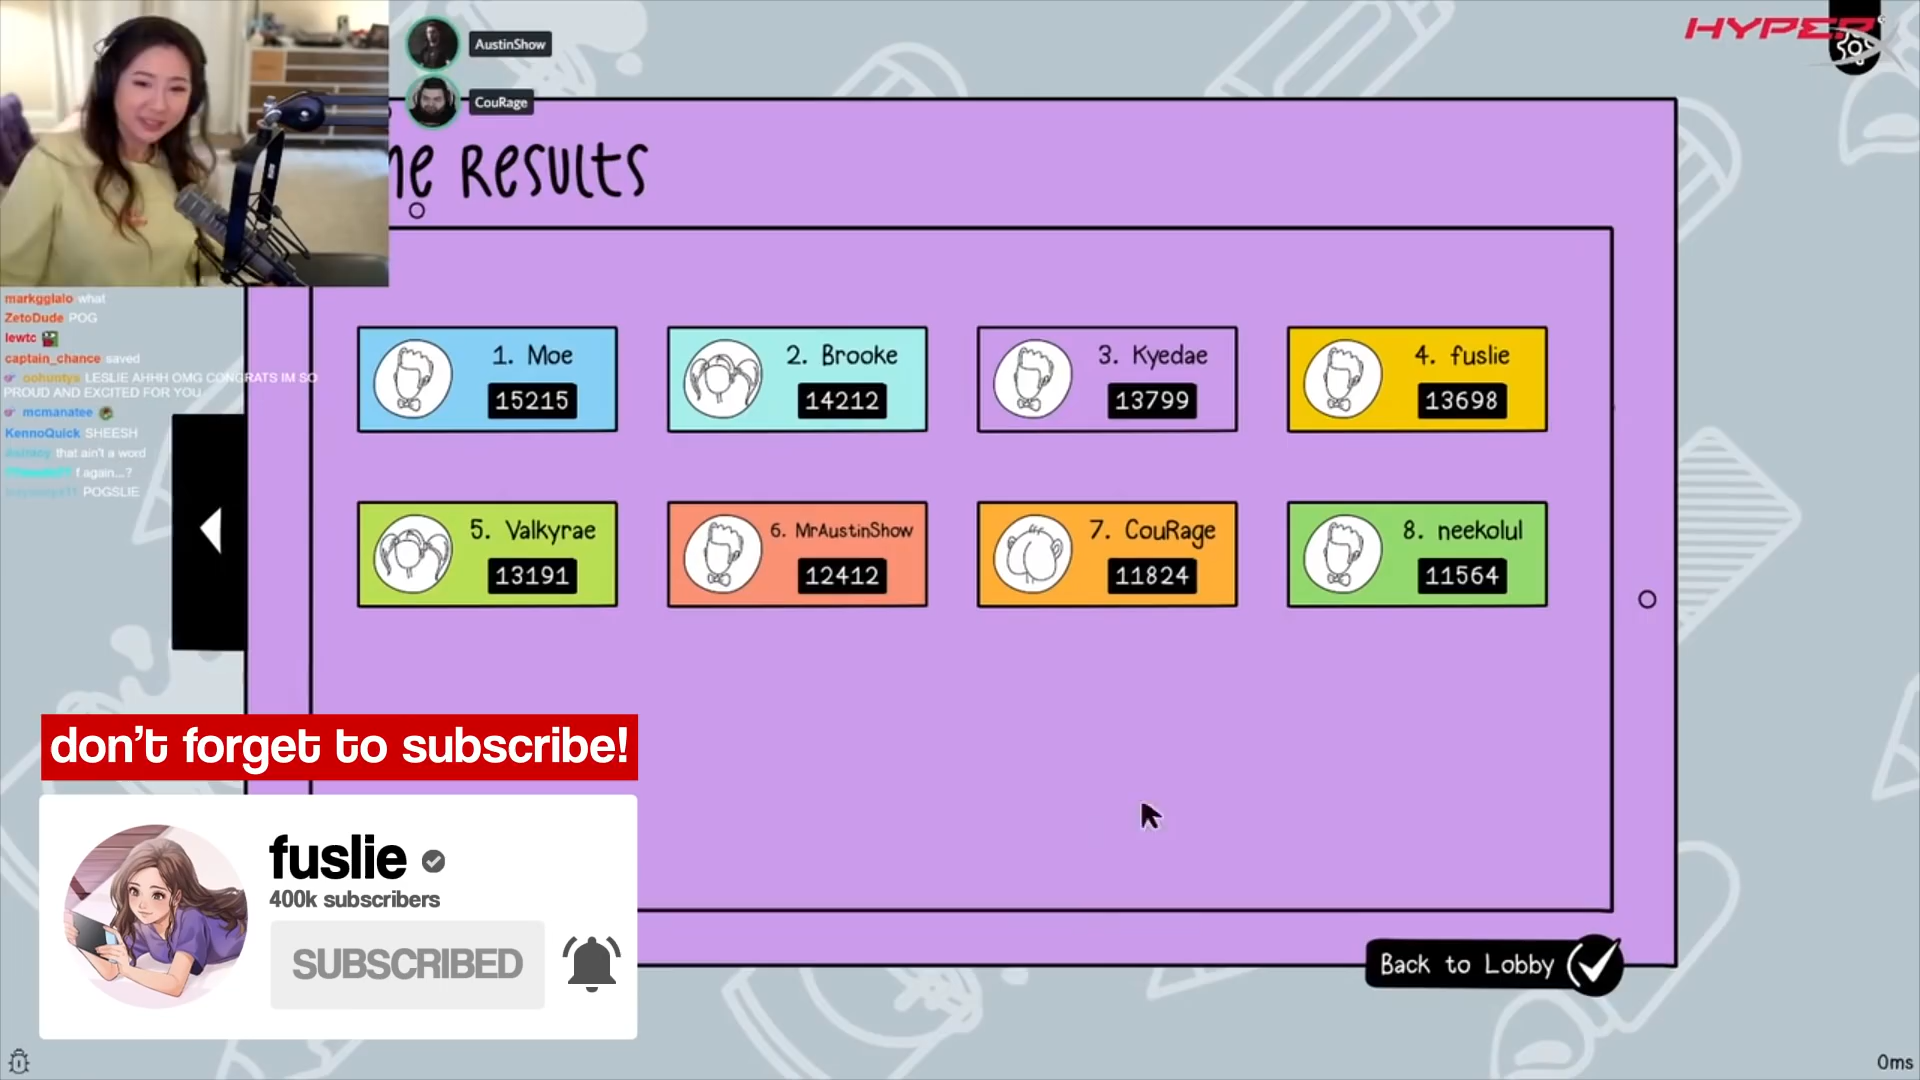 AustinShow
CouRage
HYPER
Results
markgglalo what
ZetoDude POG
lewtc
captain_chance saved
oohuntys LESLIE AHHH OMG CONGRATS IM SO
PROUD AND EXCITED FOR YOU
mcmanatee
KennoQuick SHEESH
that ain't a word
f again...?
POGSLIE
1. Moe
15215
2. Brooke
14212
3. Kyedae
13799
4. fuslie
13698
5. Valkyrae
13191
6. MrAustinShow
12412
7. CouRage
11824
8. neekolul
11564
don't forget to subscribe!
fuslie
400k subscribers
SUBSCRIBED
Back to Lobby
0ms